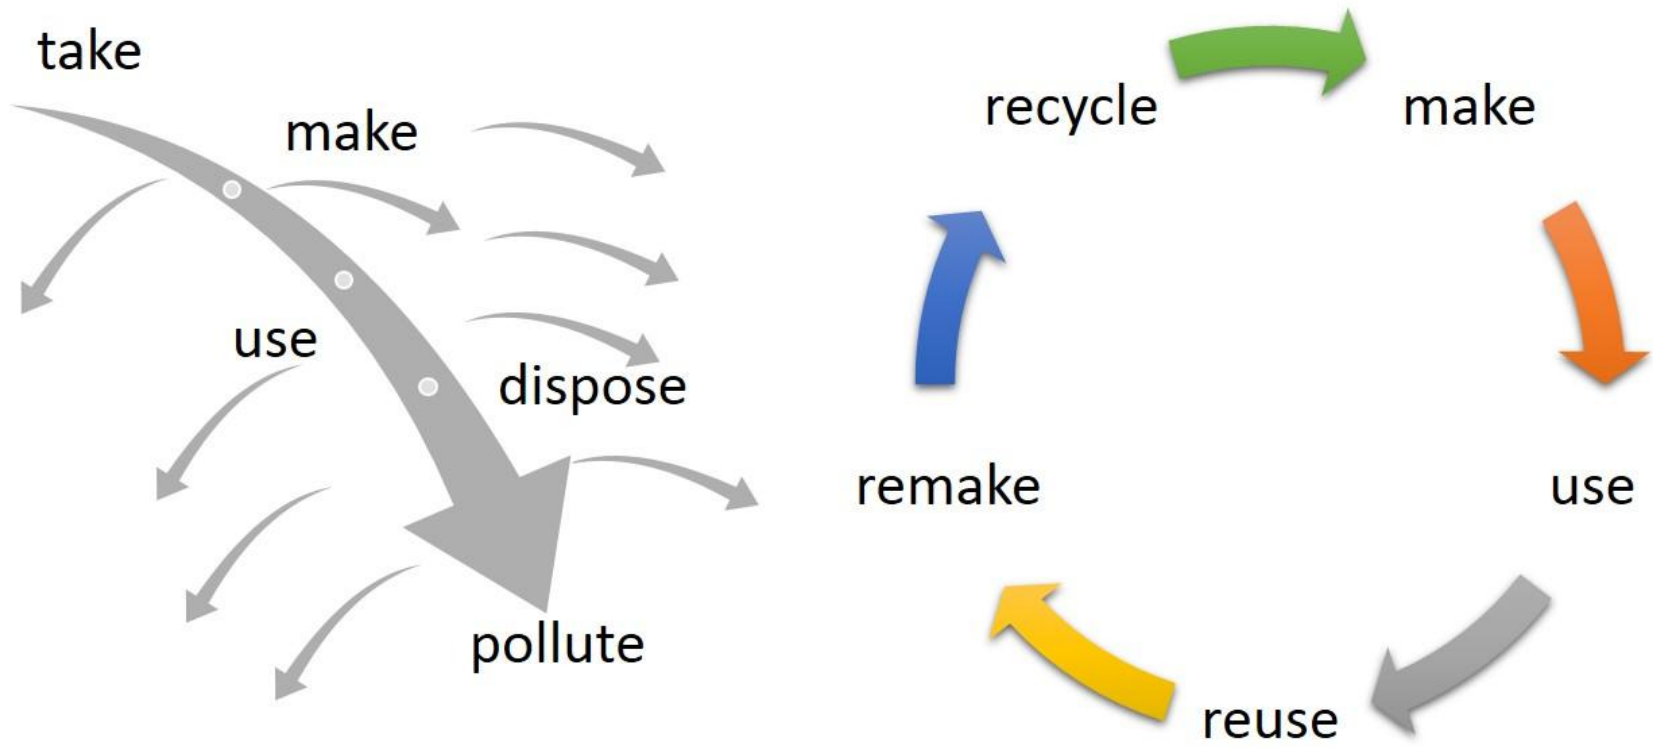 take
make
use
dispose
pollute
recycle
make
use
reuse
remake